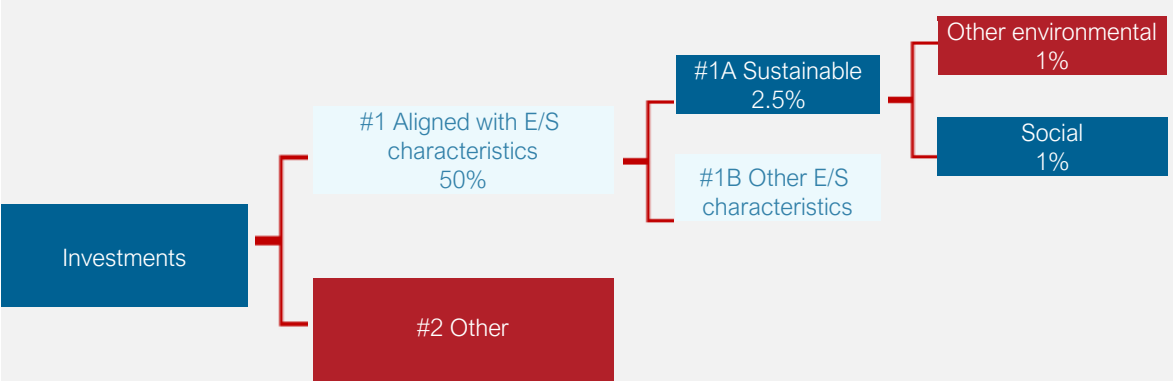 Investments
#1 Aligned with E/S
characteristics
50%
#2 Other
#1A Sustainable
2.5%
#1B Other E/S
characteristics
Other environmental
1%
Social
1%